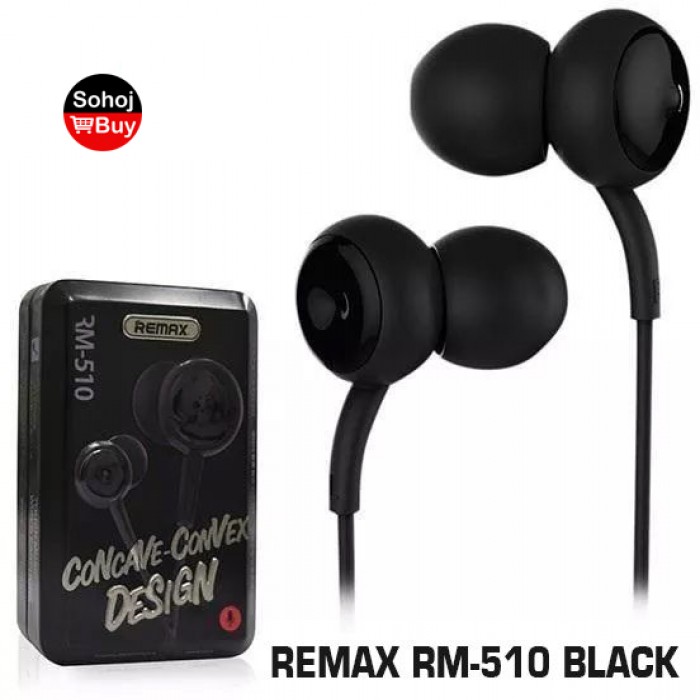 Sohoj
Buy
REMAX
RM-510
CONCAVE-CONVEX
DESIGN
REMAX RM-510 BLACK